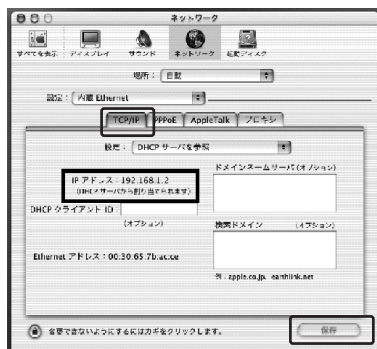 ネットワーク
すべてを表示 ディスプレイ サウンド ネットワーク 起動ディスク
場所： 自動
設定： 内蔵 Ethernet
TCP/IP PPPoE AppleTalk プロキシ
設定： DHCP サーバを参照
ドメインネームサーバ (オプション)
IP アドレス：192.168.1.2
(DHCP サーバから割り当てられます)
DHCP クライアント ID：
(オプション)
検索ドメイン (オプション)
Ethernet アドレス：00:30:65:7b:ac:ce
例：apple.co.jp, earthlink.net
変更できないようにするにはカギをクリックします。
保存